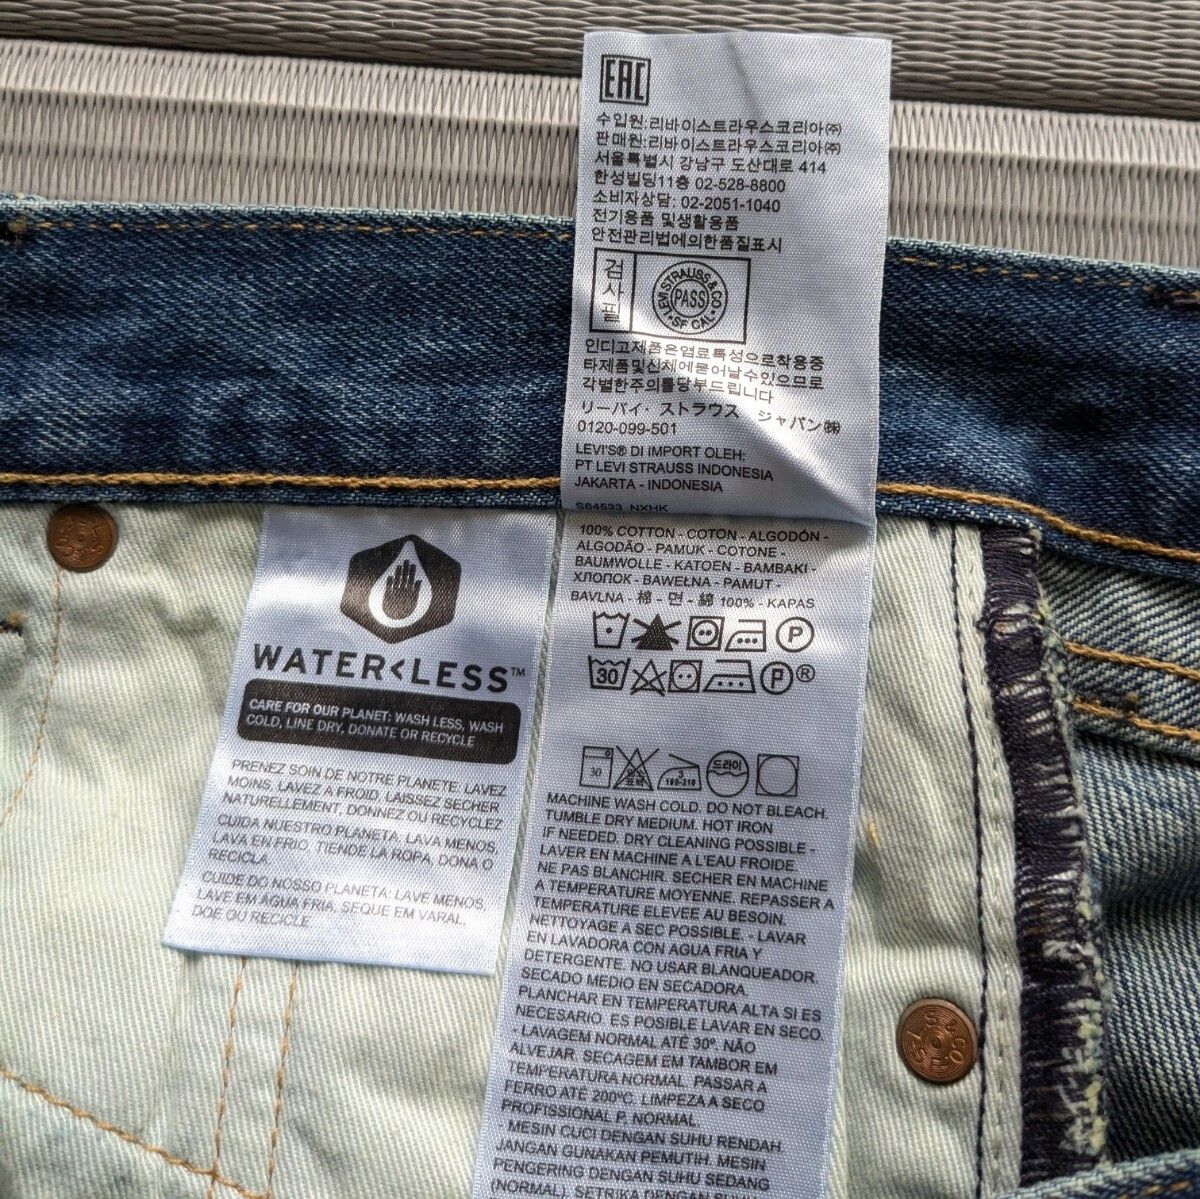 EAC
수입원:리바이스트라우스코리아㈜
판매원:리바이스트라우스코리아㈜
서울특별시 강남구 도산대로 414
한성빌딩11층 02-528-8800
소비자상담: 02-2051-1040
전기용품 및생활용품
안전관리법에의한품질표시
검사필
LEVI STRAUSS & CO
PASS
SF CAL
인디고제품은염료특성으로착용중
타제품및신체에묻어날수있으므로
각별한주의를당부드립니다
リーバイ・ストラウス ジャパン㈱
0120-099-501
LEVI'S® DI IMPORT OLEH:
PT LEVI STRAUSS INDONESIA
JAKARTA - INDONESIA
S64533 NXHK
100% COTTON - COTON - ALGODÓN -
ALGODÃO - PAMUK - COTONE -
BAUMWOLLE - KATOEN - BAMBAKI -
ХЛОПОК - BAWEŁNA - PAMUT -
BAVLNA - 棉 - 면 - 綿 100% - KAPAS
P
30 P®
30 표백 3 180-210 드라이
MACHINE WASH COLD. DO NOT BLEACH.
TUMBLE DRY MEDIUM. HOT IRON
IF NEEDED. DRY CLEANING POSSIBLE -
LAVER EN MACHINE A L'EAU FROIDE.
NE PAS BLANCHIR. SECHER EN MACHINE
A TEMPERATURE MOYENNE. REPASSER A
TEMPERATURE ELEVEE AU BESOIN.
NETTOYAGE A SEC POSSIBLE. - LAVAR
EN LAVADORA CON AGUA FRIA Y
DETERGENTE. NO USAR BLANQUEADOR.
SECADO MEDIO EN SECADORA.
PLANCHAR EN TEMPERATURA ALTA SI ES
NECESARIO. ES POSIBLE LAVAR EN SECO.
- LAVAGEM NORMAL ATÉ 30º. NÃO
ALVEJAR. SECAGEM EM TAMBOR EM
TEMPERATURA NORMAL. PASSAR A
FERRO ATÉ 200ºC. LIMPEZA A SECO
PROFISSIONAL P. NORMAL.
- MESIN CUCI DENGAN SUHU RENDAH.
JANGAN GUNAKAN PEMUTIH. MESIN
PENGERING DENGAN SUHU SEDANG
(NORMAL). SETRIKA DENGAN SUHU
WATER<LESS™
CARE FOR OUR PLANET: WASH LESS, WASH
COLD, LINE DRY, DONATE OR RECYCLE
PRENEZ SOIN DE NOTRE PLANETE: LAVEZ
MOINS, LAVEZ A FROID, LAISSEZ SECHER
NATURELLEMENT, DONNEZ OU RECYCLEZ
CUIDA NUESTRO PLANETA, LAVA MENOS,
LAVA EN FRIO, TIENDE LA ROPA, DONA O
RECICLA.
CUIDE DO NOSSO PLANETA: LAVE MENOS,
LAVE EM AGUA FRIA, SEQUE EM VARAL,
DOE OU RECICLE.
S & CO